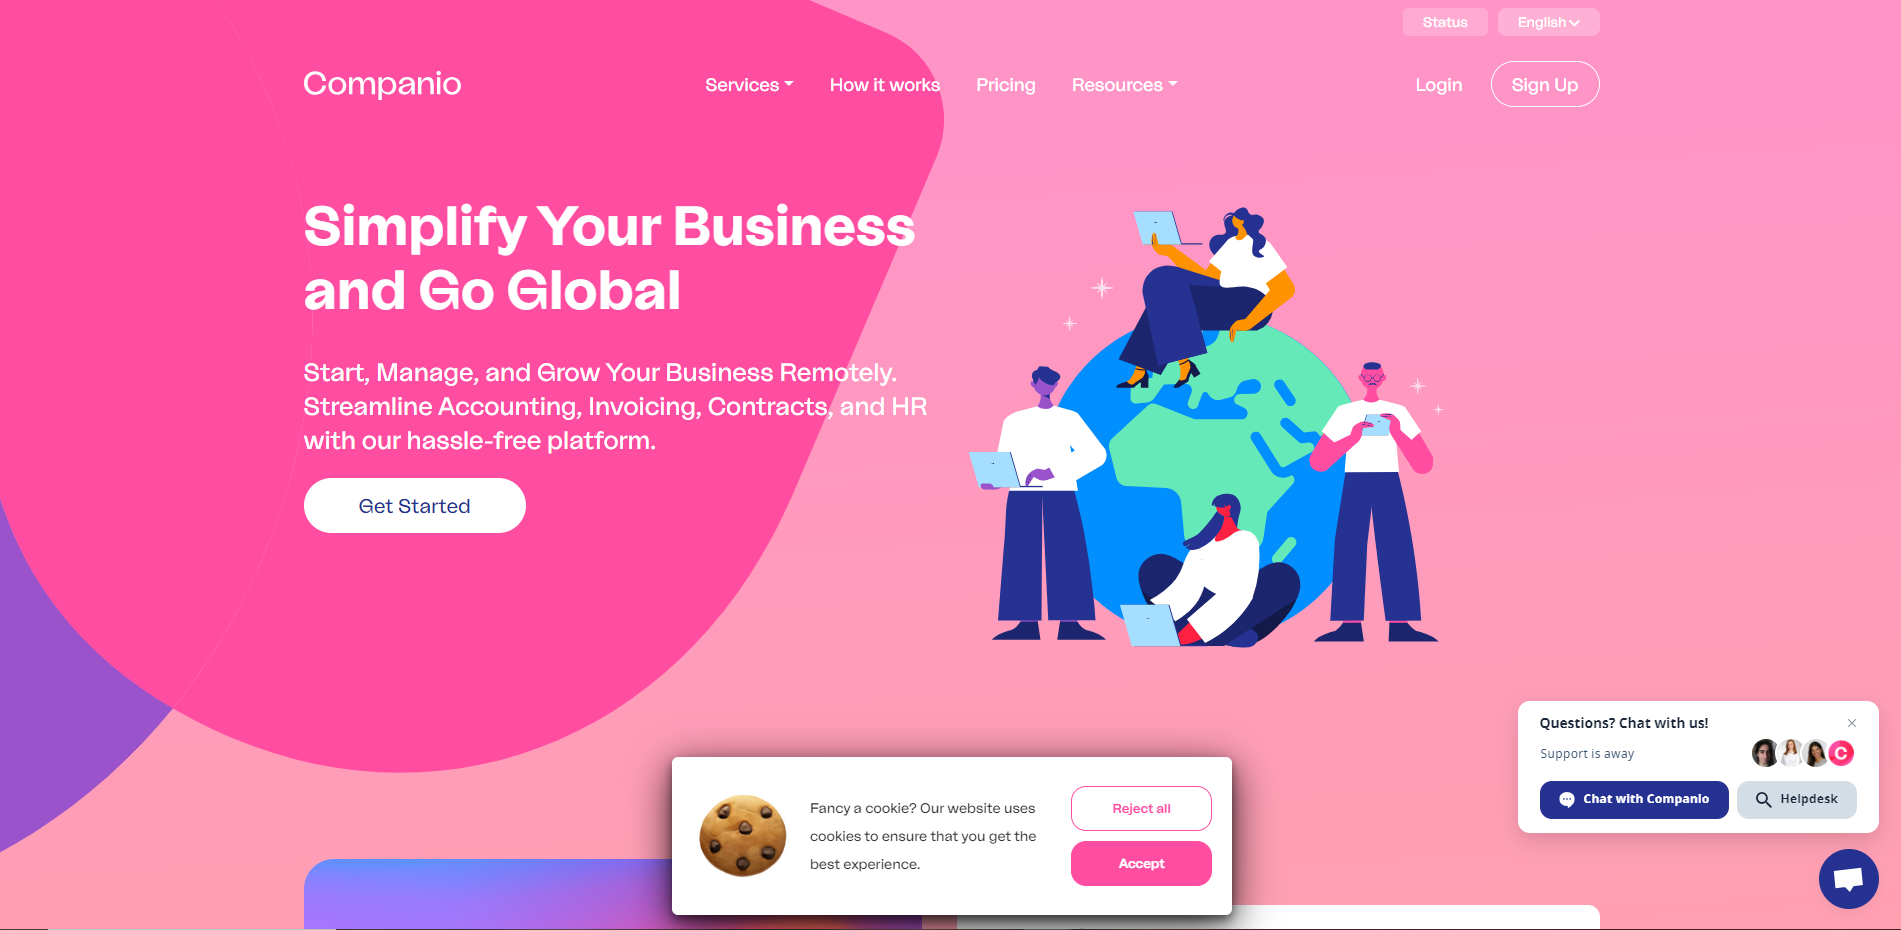 Status
English
Companio
Services
How it works
Pricing
Resources
Login
Sign Up
Simplify Your Business
and Go Global
Start, Manage, and Grow Your Business Remotely.
Streamline Accounting, Invoicing, Contracts, and HR
with our hassle-free platform.
Get Started
Questions? Chat with us!
Support is away
C
Chat with Companio
Helpdesk
Fancy a cookie? Our website uses
cookies to ensure that you get the
best experience.
Reject all
Accept